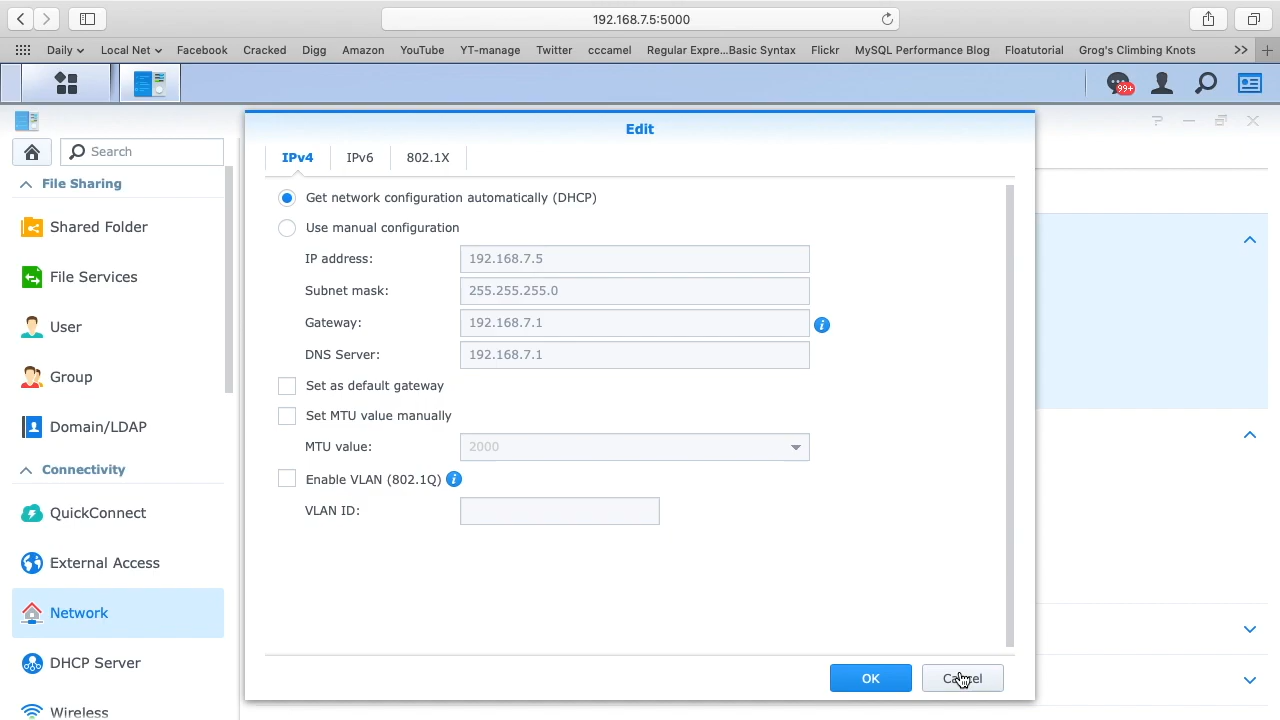 192.168.7.5:5000
Daily Local Net Facebook Cracked Digg Amazon YouTube YT-manage Twitter cccamel Regular Expre...Basic Syntax Flickr MySQL Performance Blog Floatutorial Grog's Climbing Knots >>
99+
Edit
Search
IPv4 IPv6 802.1X
File Sharing
Get network configuration automatically (DHCP)
Shared Folder
Use manual configuration
IP address: 192.168.7.5
File Services
Subnet mask: 255.255.255.0
User
Gateway: 192.168.7.1
DNS Server: 192.168.7.1
Group
Set as default gateway
Set MTU value manually
Domain/LDAP
MTU value: 2000
Connectivity
Enable VLAN (802.1Q)
QuickConnect
VLAN ID:
External Access
Network
DHCP Server
OK Cancel
Wireless